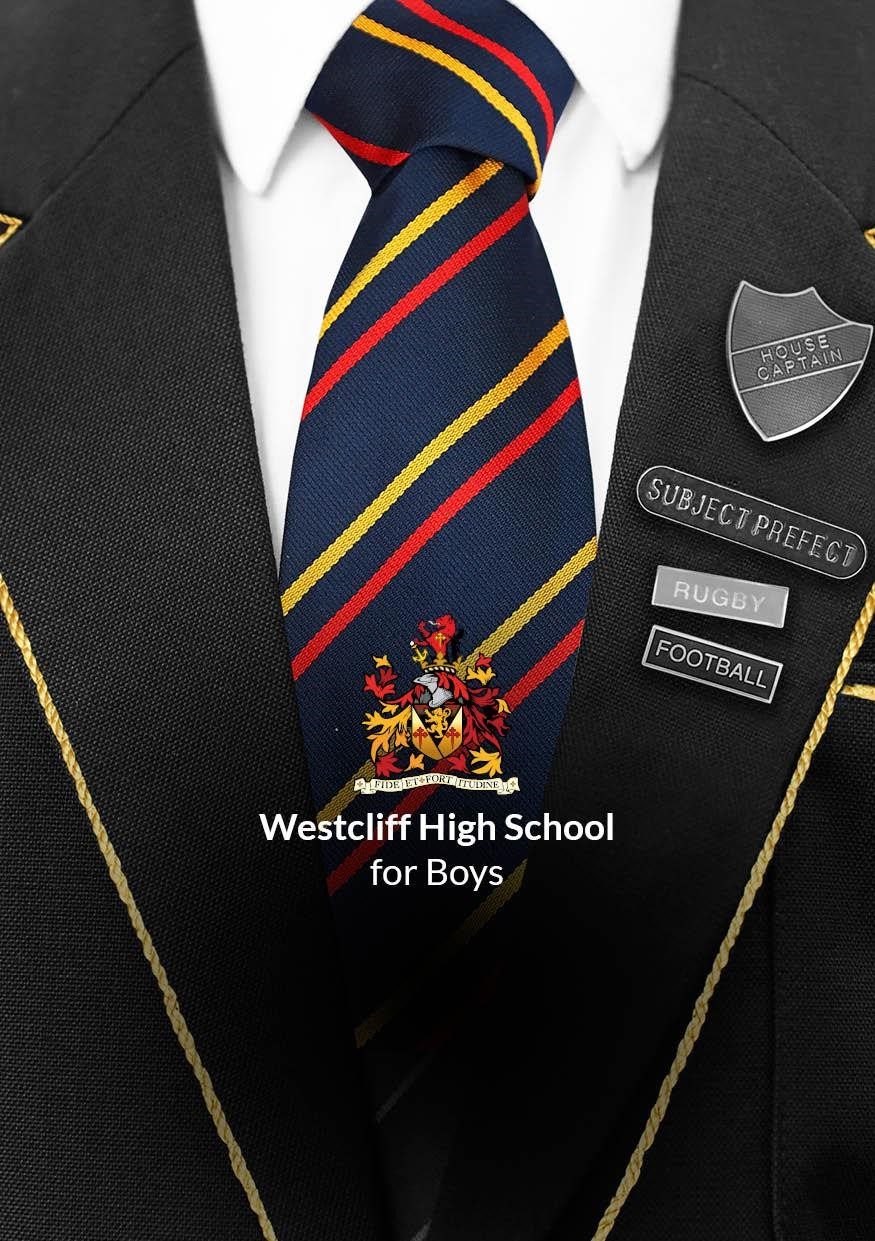 HOUSE
CAPTAIN
SUBJECT PREFECT
RUGBY
FOOTBALL
FIDE ET FORTITUDINE
Westcliff High School
for Boys